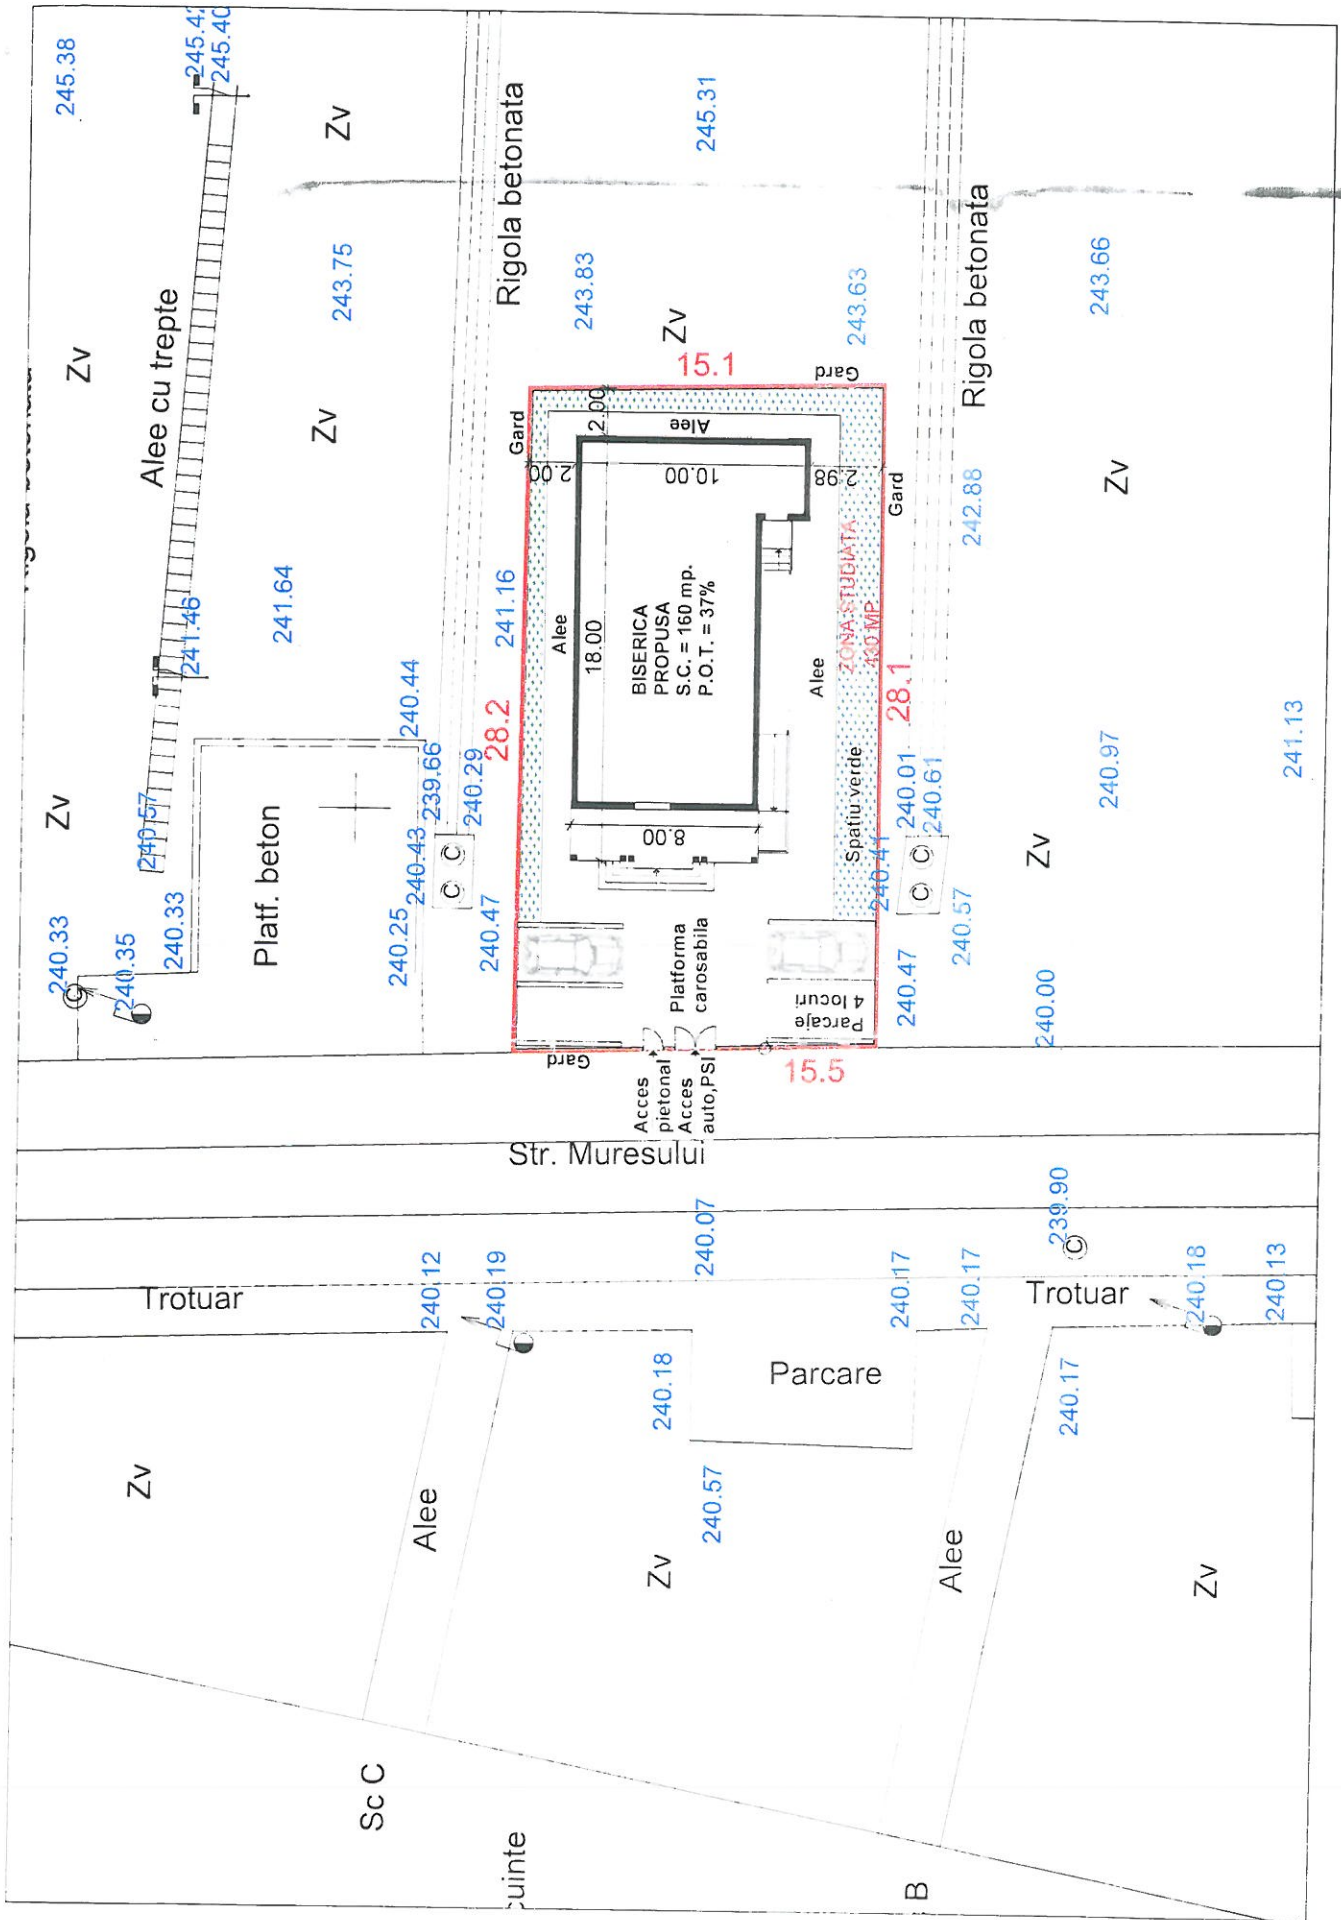 245.38
245.40
Zv
Zv
Alee cu trepte
243.75
Rigola betonata
245.31
243.83
Zv
243.63
Rigola betonata
243.66
Zv
15.1
Gard
Gard
2.00
Alee
2.00
10.00
2.98
Gard
242.88
Zv
241.46
241.64
241.16
Alee
18.00
BISERICA
PROPUSA
S.C. = 160 mp.
P.O.T. = 37%
Alee
ZONA STUDIATA
430 MP
28.1
28.2
Zv
240.57
240.44
239.66
240.29
240.43
8.00
Spatiu verde
240.41
240.01
240.61
240.97
241.13
Zv
Platf. beton
C
C
C
C
240.33
C
240.35
240.33
240.25
240.47
Platforma
carosabila
Parcaje
4 locuri
240.47
240.57
240.00
Gard
Acces
pietonal
Acces
auto,PSI
15.5
Str. Muresului
Trotuar
240.12
240.19
240.07
240.17
240.17
239.90
C
Trotuar
240.18
240.13
240.18
Parcare
240.17
Zv
Alee
240.57
Zv
Alee
Zv
Sc C
cuinte
B